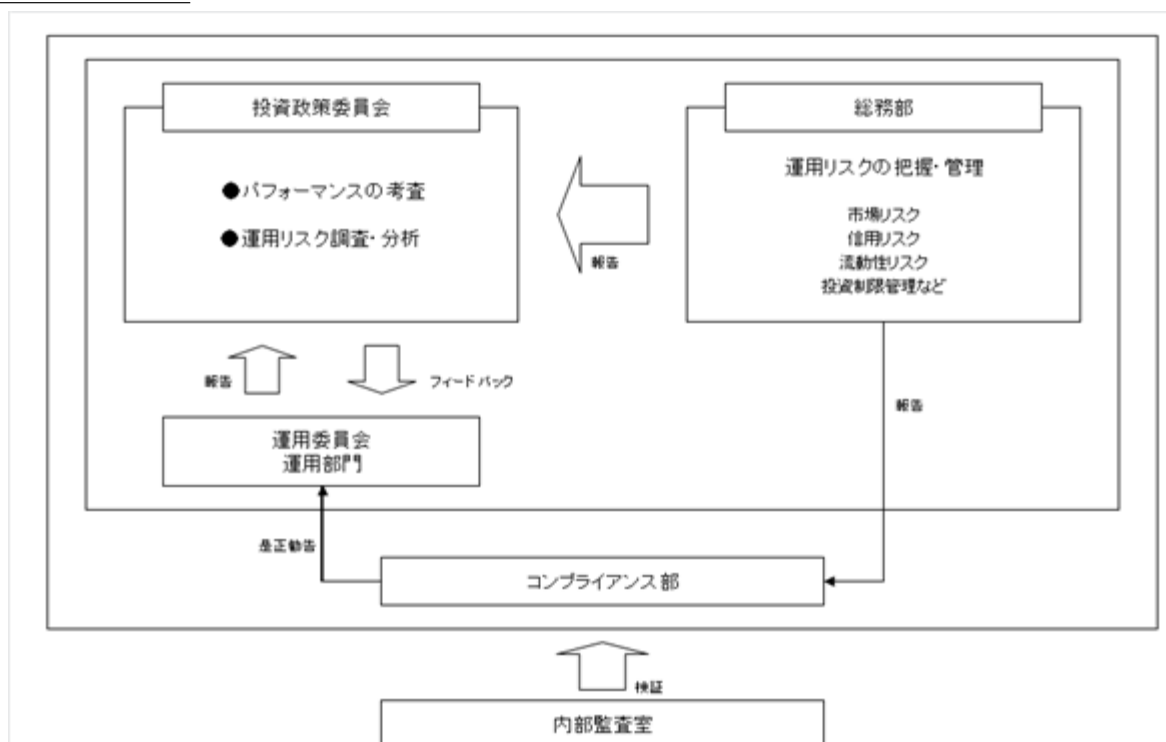 投資政策委員会
●パフォーマンスの考査
●運用リスク調査・分析
総務部
運用リスクの把握・管理
市場リスク
信用リスク
流動性リスク
投資制限管理など
報告
報告
フィードバック
報告
運用委員会
運用部門
是正勧告
コンプライアンス部
検証
内部監査室